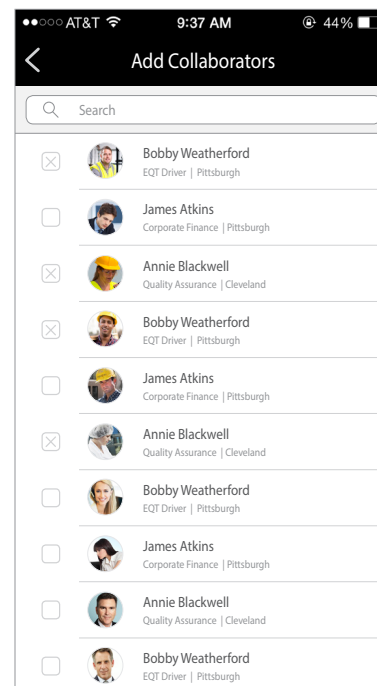 AT&T 9:37 AM 44%
Add Collaborators
Search
Bobby Weatherford
EQT Driver | Pittsburgh
James Atkins
Corporate Finance | Pittsburgh
Annie Blackwell
Quality Assurance | Cleveland
Bobby Weatherford
EQT Driver | Pittsburgh
James Atkins
Corporate Finance | Pittsburgh
Annie Blackwell
Quality Assurance | Cleveland
Bobby Weatherford
EQT Driver | Pittsburgh
James Atkins
Corporate Finance | Pittsburgh
Annie Blackwell
Quality Assurance | Cleveland
Bobby Weatherford
EQT Driver | Pittsburgh